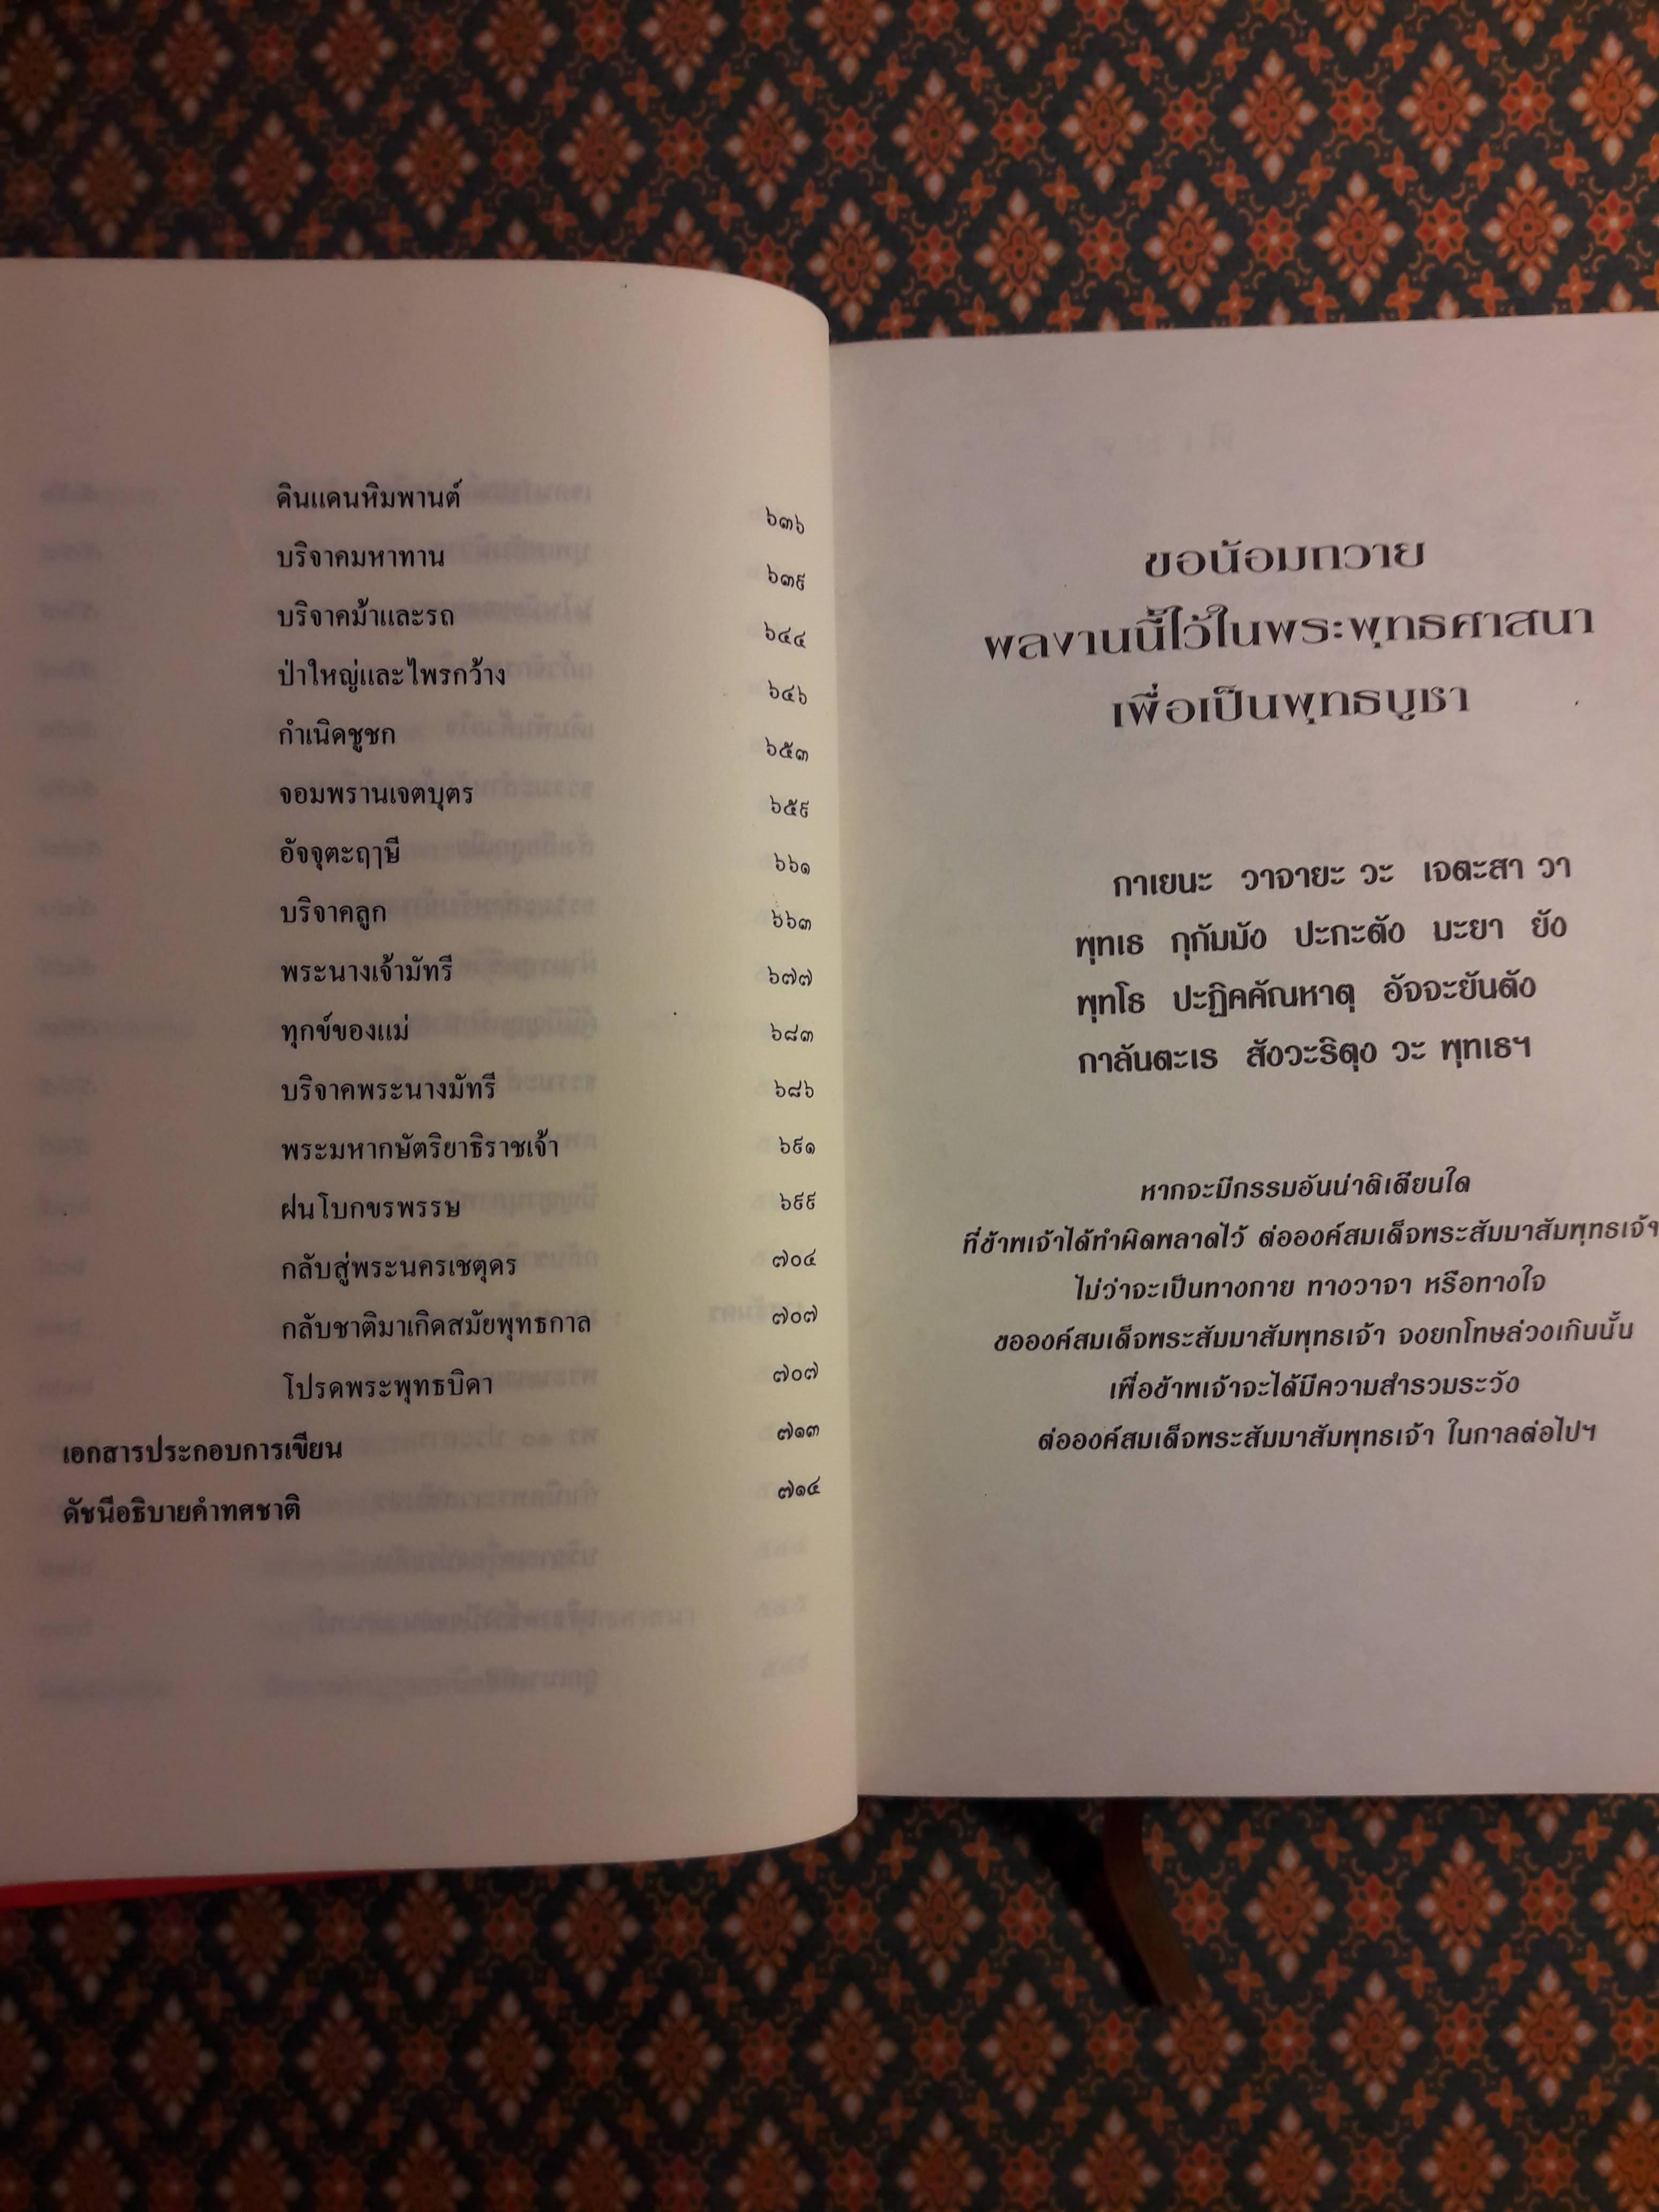 ดินแดนหิมพานต์ ๖๓๖
บริจาคมหาทาน ๖๓๙
บริจาคม้าและรถ ๖๔๔
ป่าใหญ่และไพรกว้าง ๖๔๖
กำเนิดชูชก ๖๕๓
จอมพรานเจตบุตร ๖๕๙
อัจจุตะฤๅษี ๖๖๑
บริจาคลูก ๖๖๓
พระนางเจ้ามัทรี ๖๗๗
ทุกข์ของแม่ ๖๘๓
บริจาคพระนางมัทรี ๖๘๖
พระมหากษัตริยาธิราชเจ้า ๖๙๑
ฝนโบกขรพรรษ ๖๙๙
กลับสู่พระนครเชตุดร ๗๐๔
กลับชาติมาเกิดสมัยพุทธกาล ๗๐๗
โปรดพระพุทธบิดา ๗๐๗
เอกสารประกอบการเขียน ๗๑๓
ดัชนีอธิบายคำทศชาติ ๗๑๔
ขอน้อมถวาย
ผลงานนี้ไว้ในพระพุทธศาสนา
เพื่อเป็นพุทธบูชา
กาเยนะ วาจายะ วะ เจตะสา วา
พุทเธ กุกัมมัง ปะกะตัง มะยา ยัง
พุทโธ ปะฏิคคัณหาตุ อัจจะยันตัง
กาลันตะเร สังวะริตุง วะ พุทเธฯ
หากจะมีกรรมอันน่าติเตียนใด
ที่ข้าพเจ้าได้ทำผิดพลาดไว้ ต่อองค์สมเด็จพระสัมมาสัมพุทธเจ้าฯ
ไม่ว่าจะเป็นทางกาย ทางวาจา หรือทางใจ
ขอองค์สมเด็จพระสัมมาสัมพุทธเจ้า จงยกโทษล่วงเกินนั้น
เพื่อข้าพเจ้าจะได้มีความสำรวมระวัง
ต่อองค์สมเด็จพระสัมมาสัมพุทธเจ้า ในกาลต่อไปฯ